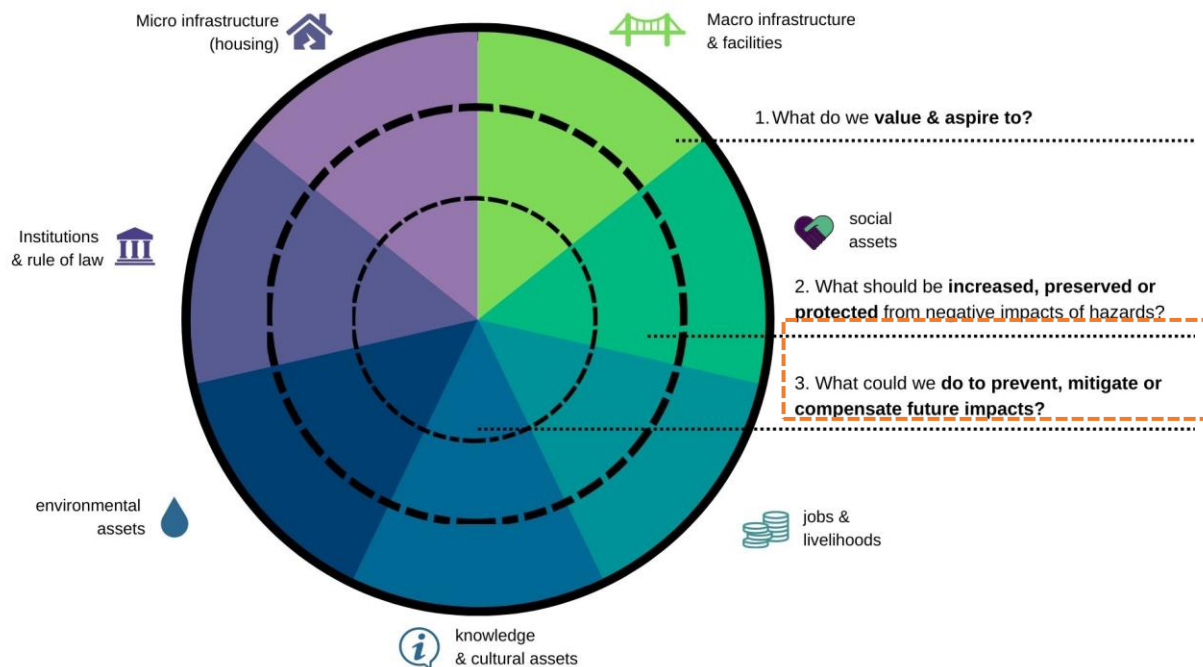 Micro infrastructure
(housing)
Macro infrastructure
& facilities
1. What do we value & aspire to?
social
assets
Institutions
& rule of law
2. What should be increased, preserved or
protected from negative impacts of hazards?
3. What could we do to prevent, mitigate or
compensate future impacts?
environmental
assets
jobs &
livelihoods
knowledge
& cultural assets